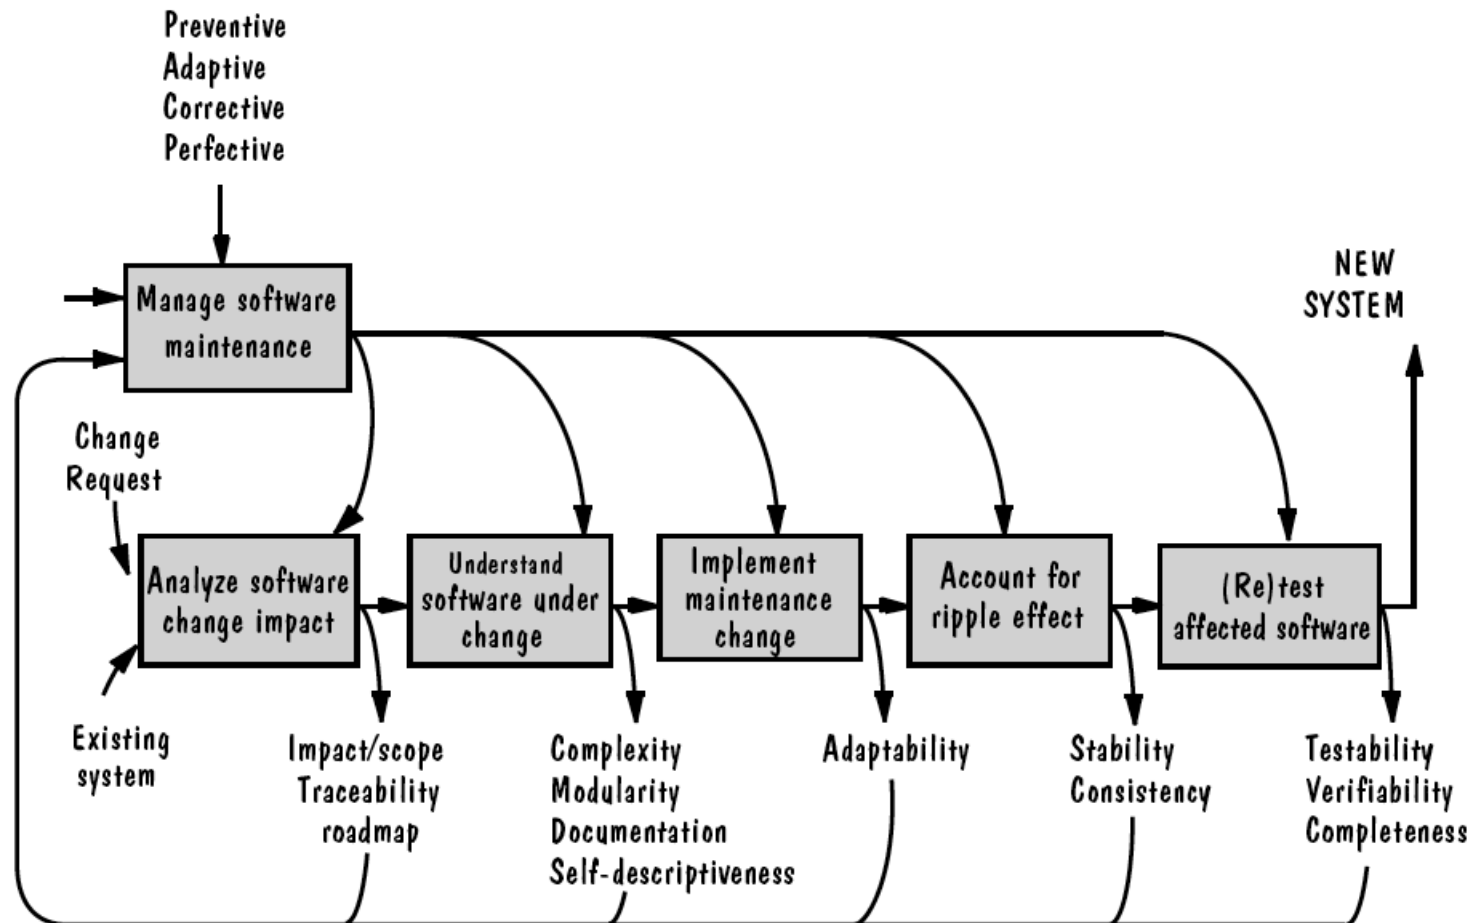 Preventive
Adaptive
Corrective
Perfective
NEW
SYSTEM
Manage software
maintenance
Change
Request
Analyze software
change impact
Understand
software under
change
Implement
maintenance
change
Account for
ripple effect
(Re)test
affected software
Existing
system
Impact/scope
Traceability
roadmap
Complexity
Modularity
Documentation
Self-descriptiveness
Adaptability
Stability
Consistency
Testability
Verifiability
Completeness